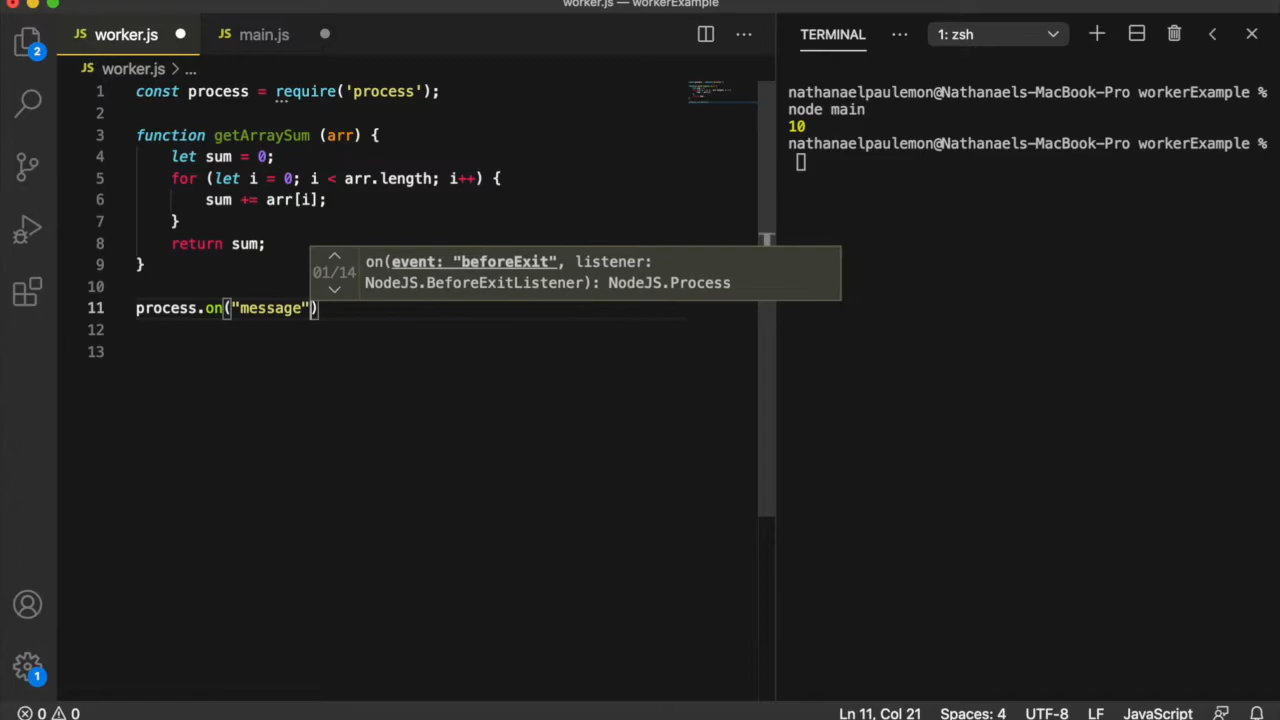 worker.js — workerExample
JS worker.js
JS main.js
TERMINAL
1: zsh
2
JS worker.js > ...
1 const process = require('process');
2
3 function getArraySum (arr) {
4 let sum = 0;
5 for (let i = 0; i < arr.length; i++) {
6 sum += arr[i];
7 }
8 return sum;
9 }
10
11 process.on("message")
12
13
01/14
on(event: "beforeExit", listener:
NodeJS.BeforeExitListener): NodeJS.Process
nathanaelpaulemon@Nathanaels-MacBook-Pro workerExample %
node main
10
nathanaelpaulemon@Nathanaels-MacBook-Pro workerExample %
1
0 0
Ln 11, Col 21 Spaces: 4 UTF-8 LF JavaScript